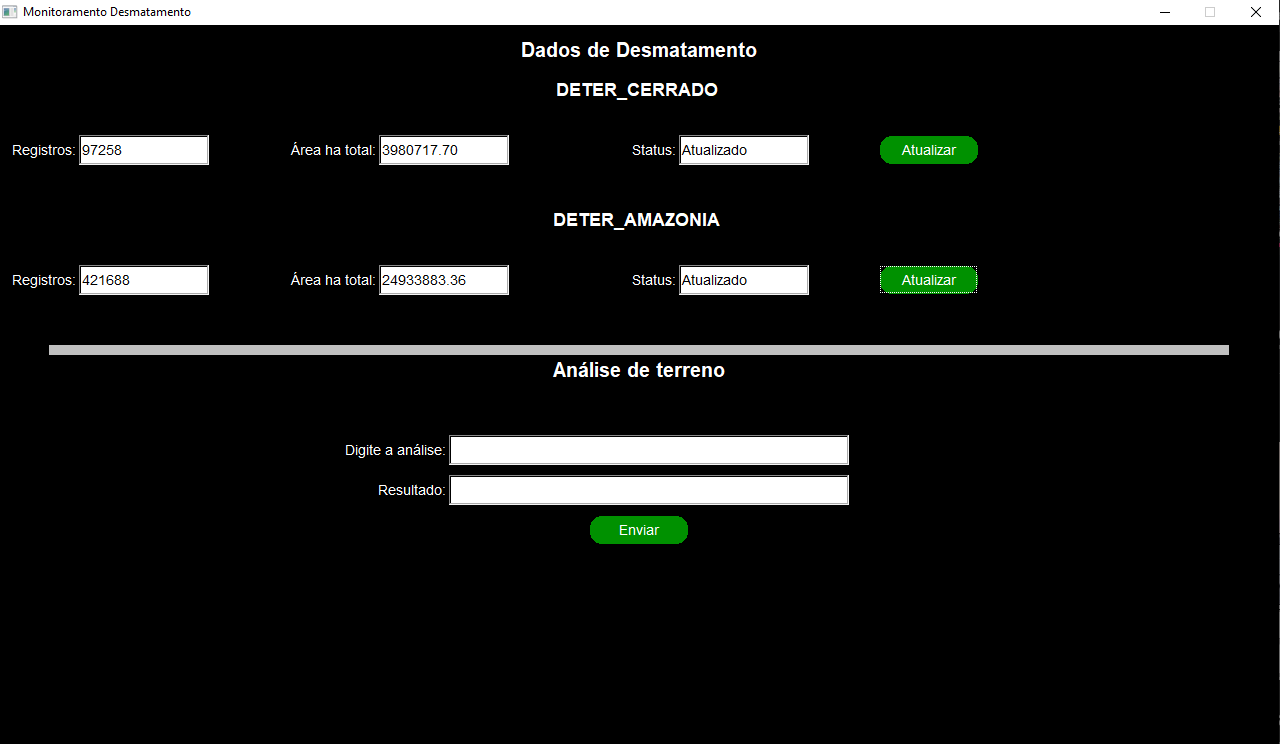 Monitoramento Desmatamento
Dados de Desmatamento
DETER_CERRADO
Registros: 97258 Área ha total: 3980717.70 Status: Atualizado Atualizar
DETER_AMAZONIA
Registros: 421688 Área ha total: 24933883.36 Status: Atualizado Atualizar
Análise de terreno
Digite a análise:
Resultado:
Enviar